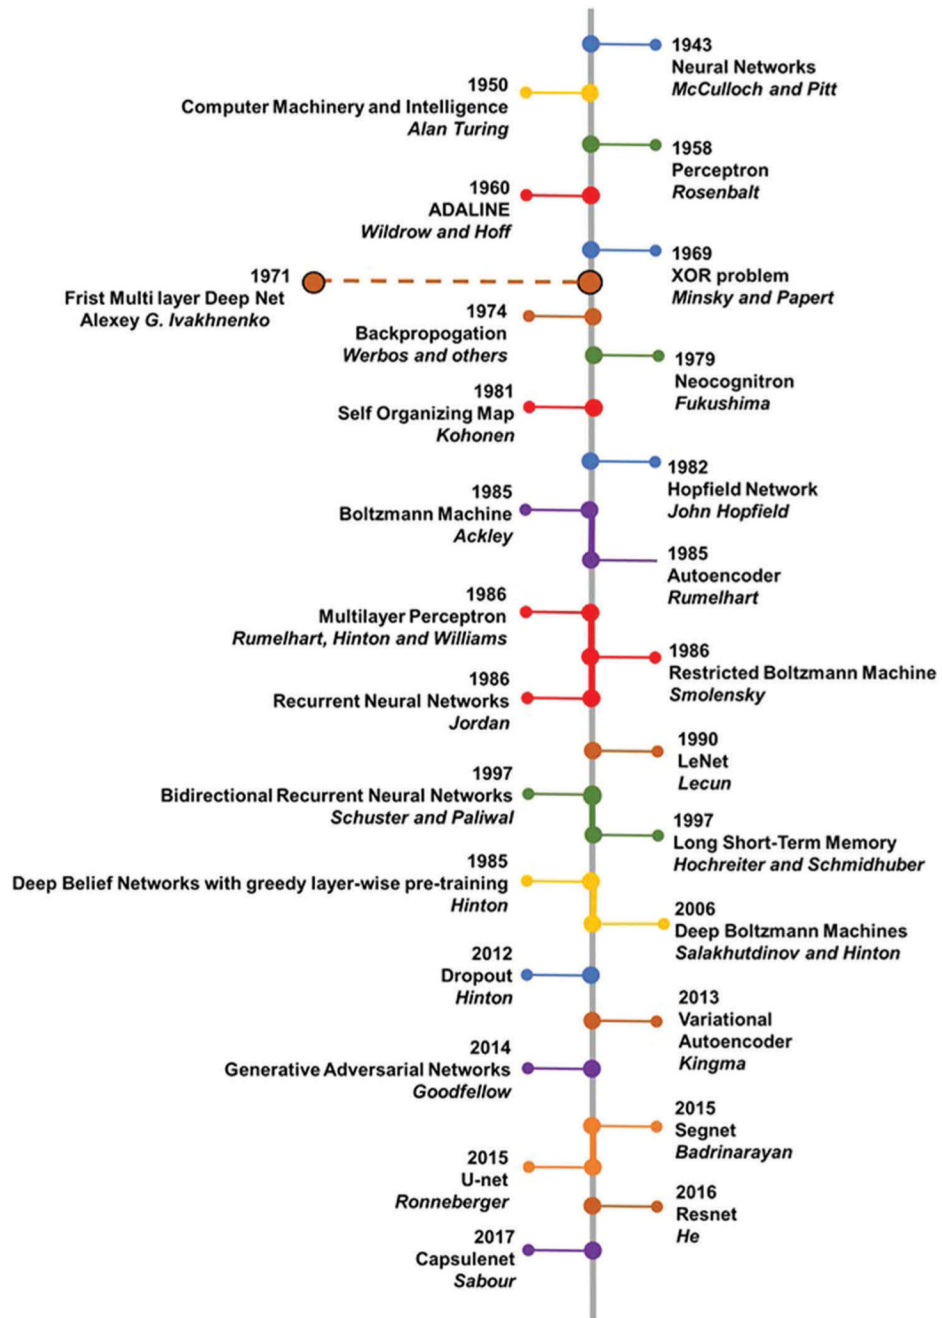 1943
Neural Networks
McCulloch and Pitt
1950
Computer Machinery and Intelligence
Alan Turing
1958
Perceptron
Rosenbalt
1960
ADALINE
Wildrow and Hoff
1969
XOR problem
Minsky and Papert
1971
Frist Multi layer Deep Net
Alexey G. Ivakhnenko
1974
Backpropogation
Werbos and others
1979
Neocognitron
Fukushima
1981
Self Organizing Map
Kohonen
1982
Hopfield Network
John Hopfield
1985
Boltzmann Machine
Ackley
1985
Autoencoder
Rumelhart
1986
Multilayer Perceptron
Rumelhart, Hinton and Williams
1986
Restricted Boltzmann Machine
Smolensky
1986
Recurrent Neural Networks
Jordan
1990
LeNet
Lecun
1997
Bidirectional Recurrent Neural Networks
Schuster and Paliwal
1997
Long Short-Term Memory
Hochreiter and Schmidhuber
1985
Deep Belief Networks with greedy layer-wise pre-training
Hinton
2006
Deep Boltzmann Machines
Salakhutdinov and Hinton
2012
Dropout
Hinton
2013
Variational
Autoencoder
Kingma
2014
Generative Adversarial Networks
Goodfellow
2015
Segnet
Badrinarayan
2015
U-net
Ronneberger
2016
Resnet
He
2017
Capsulenet
Sabour